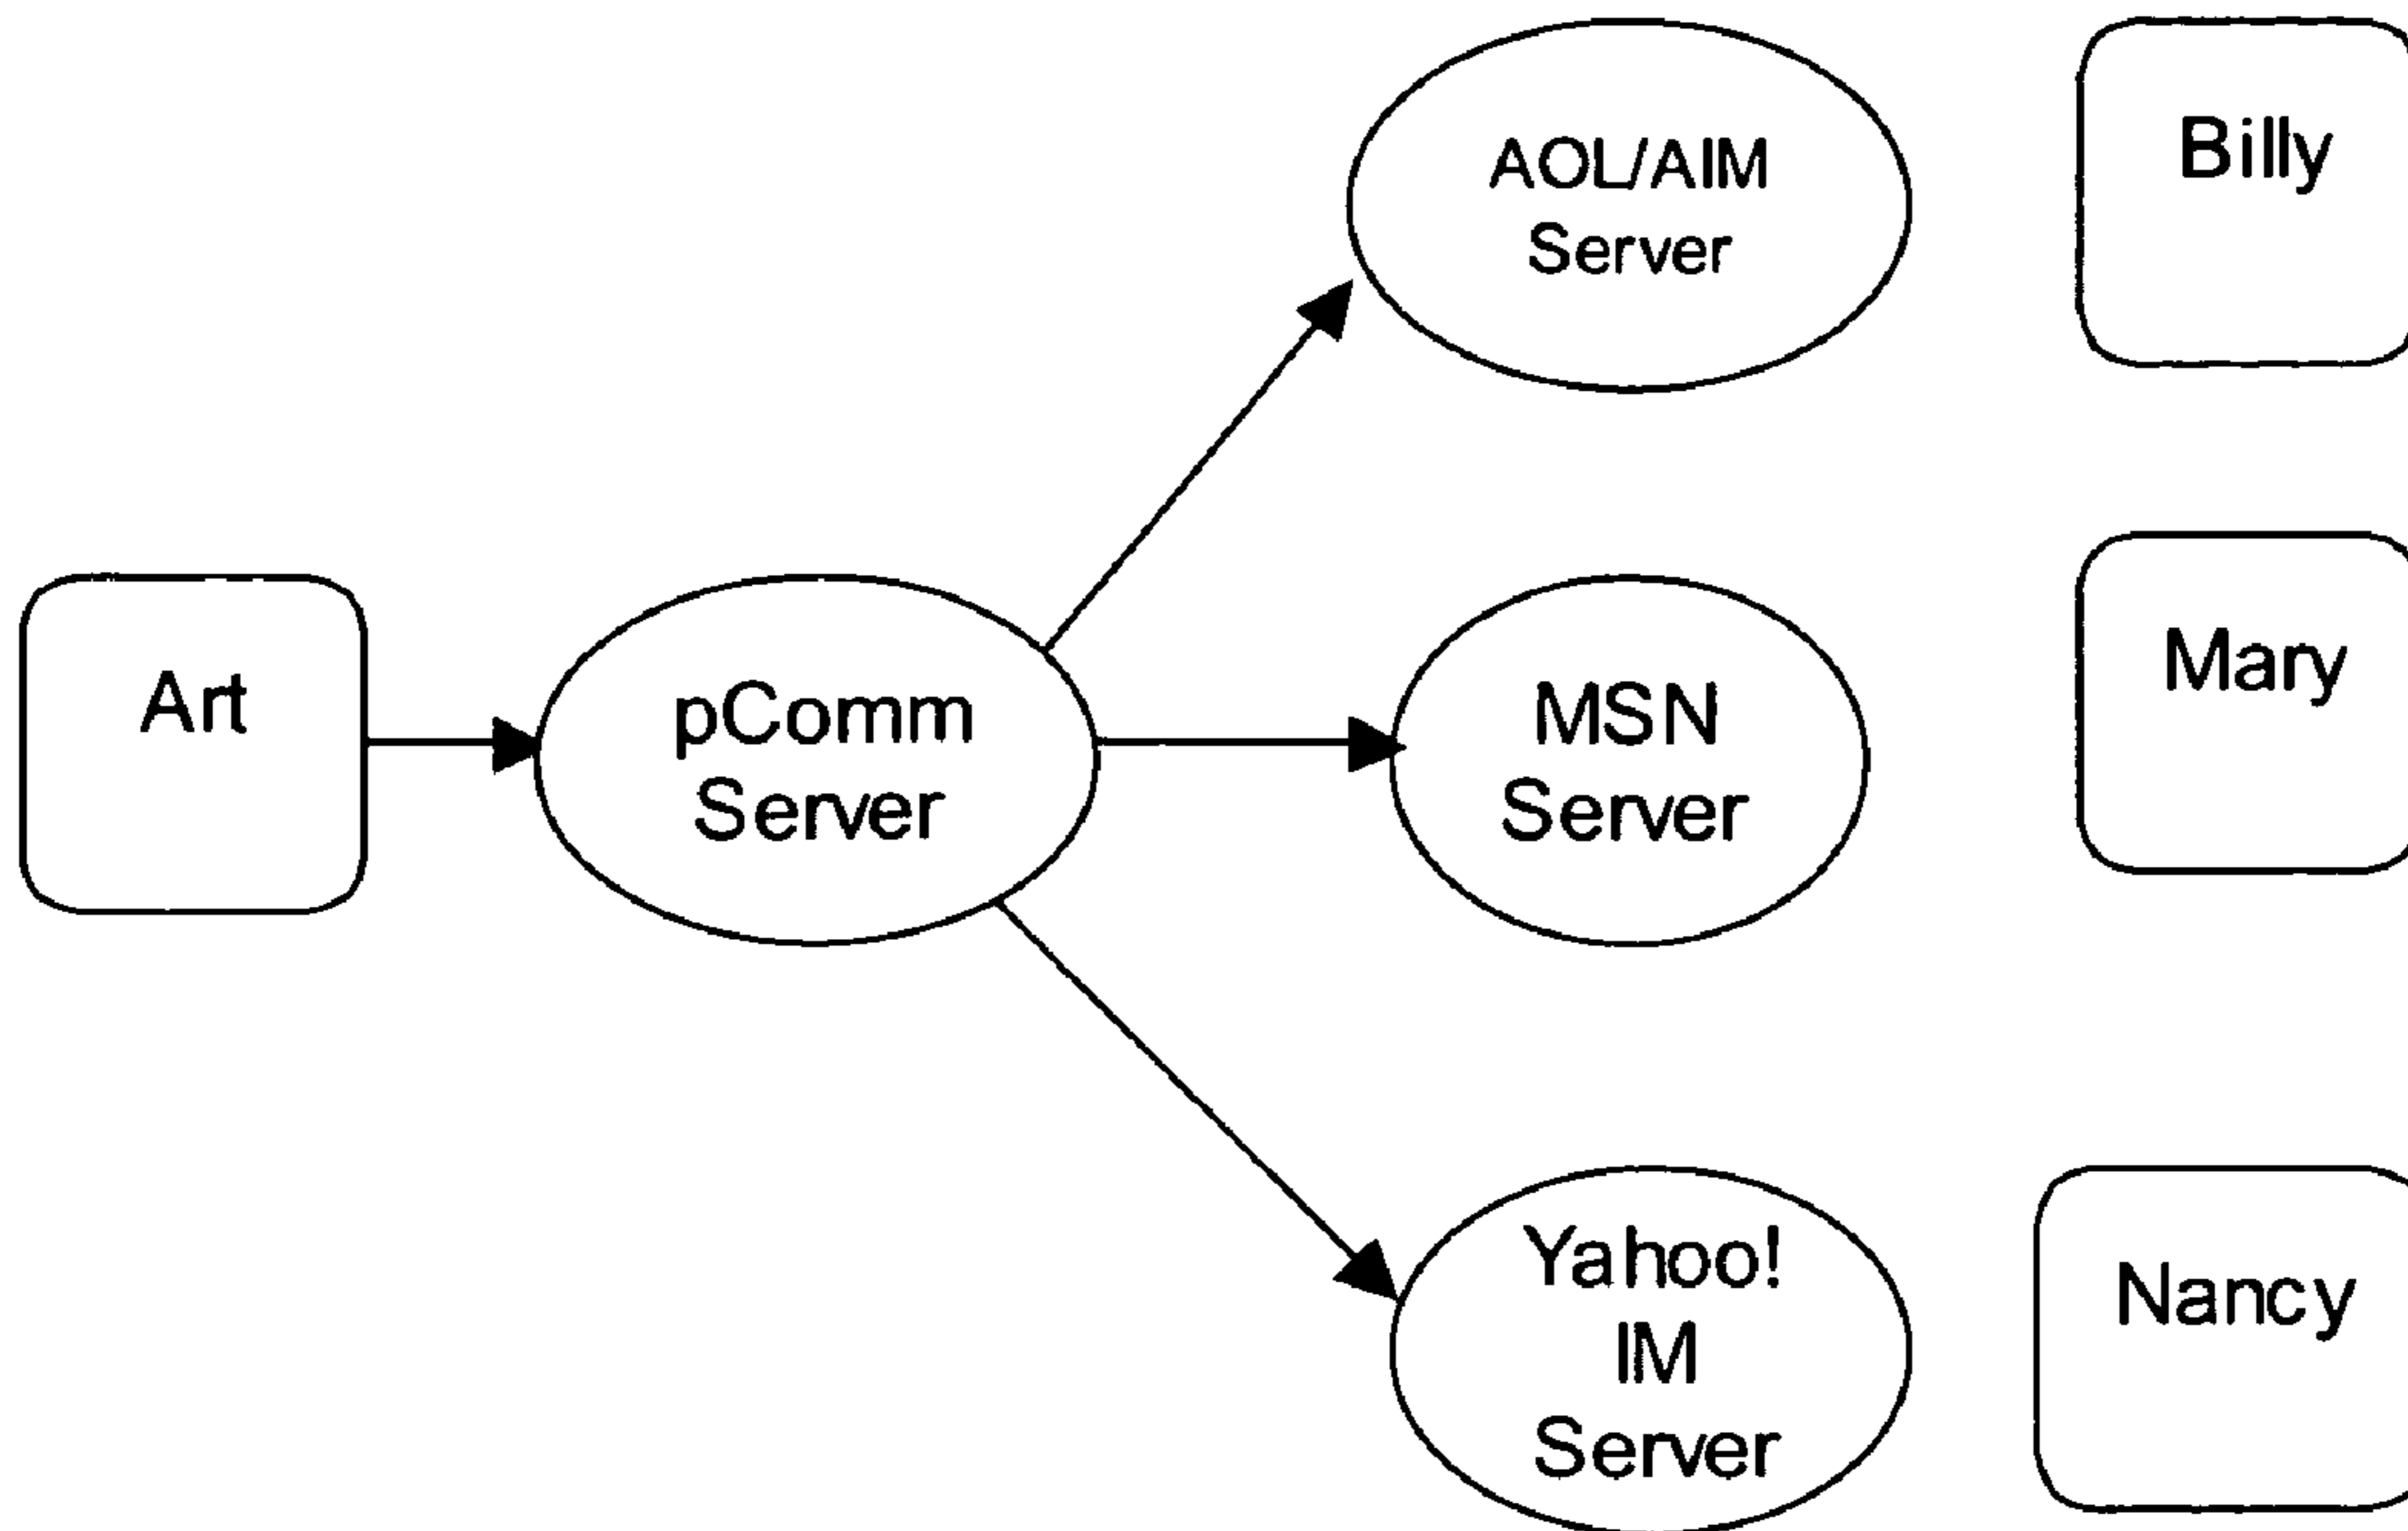 AOL/AIM
Server
Billy
Art
pComm
Server
MSN
Server
Mary
Yahoo!
IM
Server
Nancy